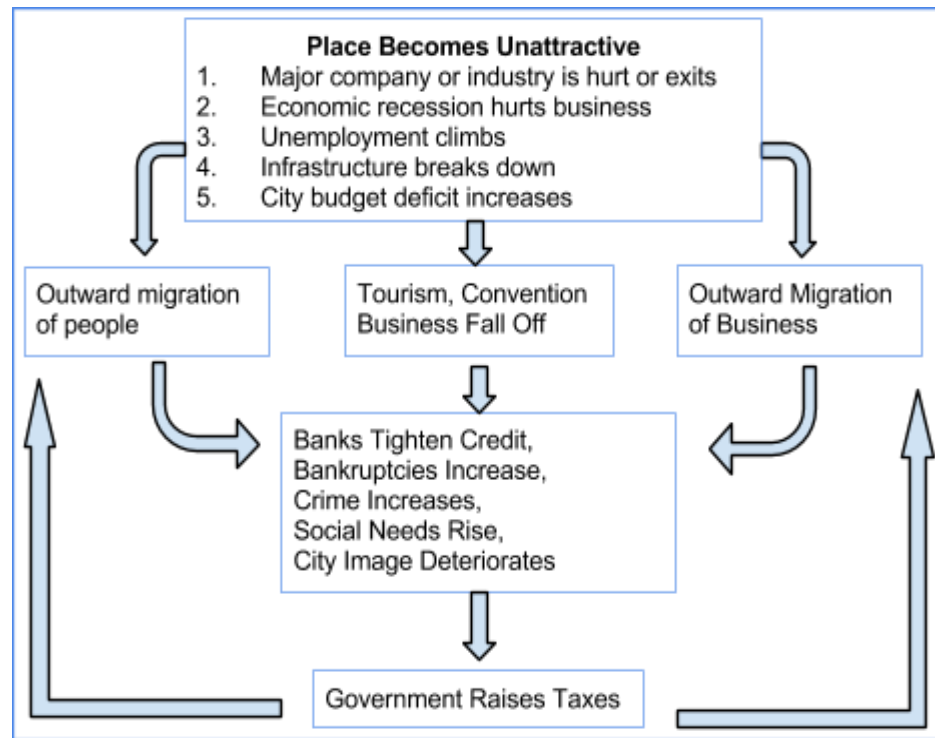 Place Becomes Unattractive
1. Major company or industry is hurt or exits
2. Economic recession hurts business
3. Unemployment climbs
4. Infrastructure breaks down
5. City budget deficit increases
Outward migration
of people
Tourism, Convention
Business Fall Off
Outward Migration
of Business
Banks Tighten Credit,
Bankruptcies Increase,
Crime Increases,
Social Needs Rise,
City Image Deteriorates
Government Raises Taxes